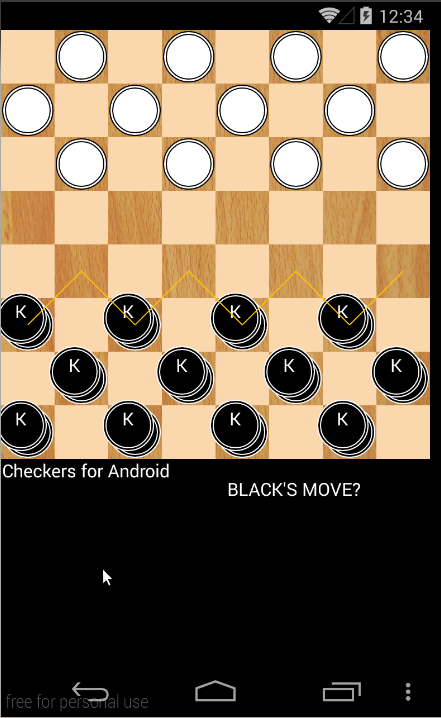 12:34
K K K K
K K K K
K K K K
Checkers for Android
BLACK'S MOVE?
free for personal use